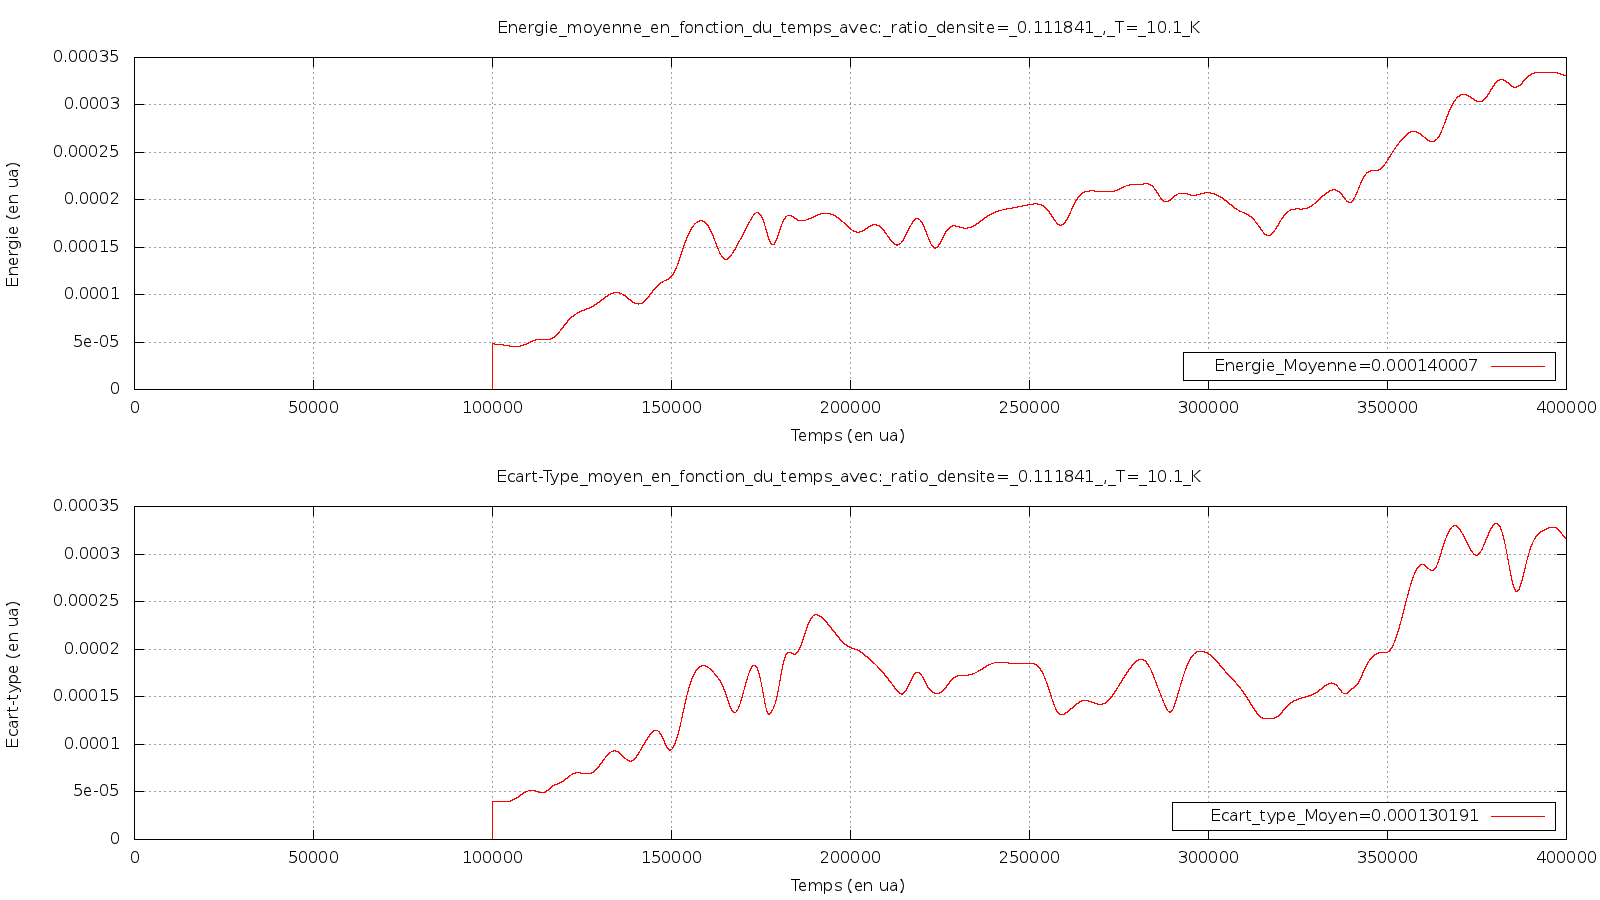 Energie_moyenne_en_fonction_du_temps_avec:_ratio_densite=_0.111841_,_T=_10.1_K
0.00035
0.0003
0.00025
0.0002
0.00015
0.0001
5e-05
0
Energie (en ua)
Energie_Moyenne=0.000140007
0 50000 100000 150000 200000 250000 300000 350000 400000
Temps (en ua)
Ecart-Type_moyen_en_fonction_du_temps_avec:_ratio_densite=_0.111841_,_T=_10.1_K
0.00035
0.0003
0.00025
0.0002
0.00015
0.0001
5e-05
0
Ecart-type (en ua)
Ecart_type_Moyen=0.000130191
0 50000 100000 150000 200000 250000 300000 350000 400000
Temps (en ua)